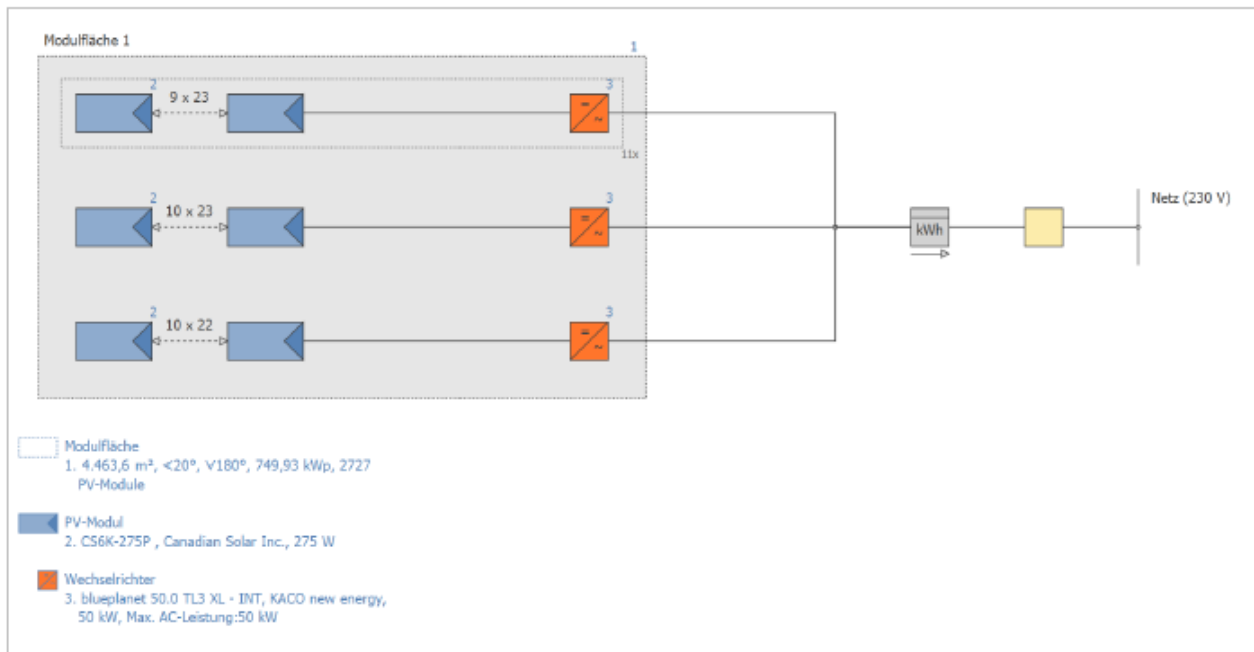 Modulfläche 1
1
2
9 x 23
3
11x
2
10 x 23
3
Netz (230 V)
kWh
2
10 x 22
3
Modulfläche
1. 4.463,6 m², <20°, V180°, 749,93 kWp, 2727
PV-Module
PV-Modul
2. CS6K-275P , Canadian Solar Inc., 275 W
Wechselrichter
3. blueplanet 50.0 TL3 XL - INT, KACO new energy,
50 kW, Max. AC-Leistung:50 kW